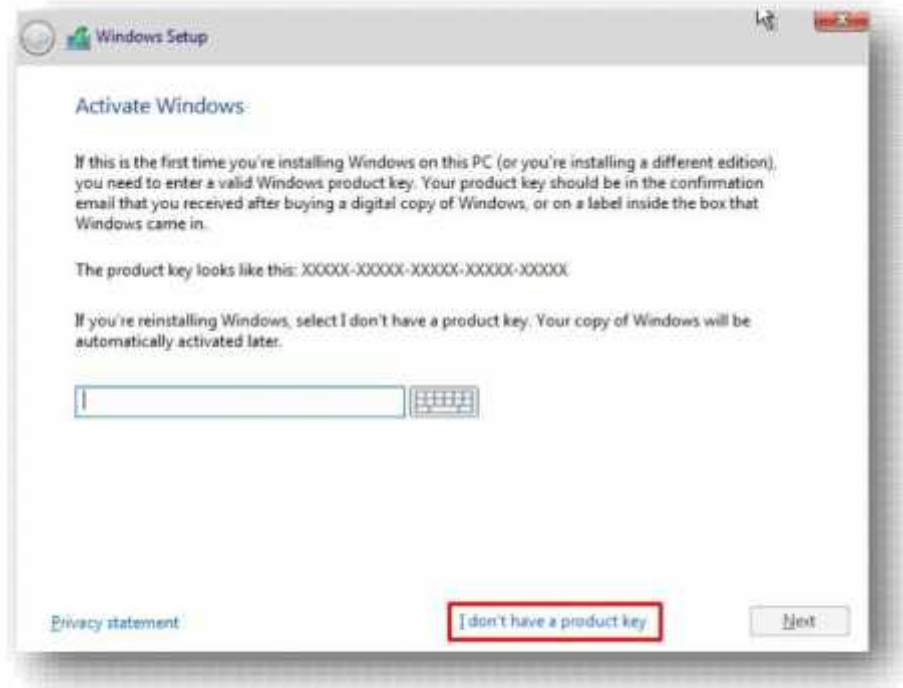 Windows Setup
Activate Windows
If this is the first time you're installing Windows on this PC (or you're installing a different edition),
you need to enter a valid Windows product key. Your product key should be in the confirmation
email that you received after buying a digital copy of Windows, or on a label inside the box that
Windows came in.
The product key looks like this: XXXXX-XXXXX-XXXXX-XXXXX-XXXXX
If you're reinstalling Windows, select I don't have a product key. Your copy of Windows will be
automatically activated later.
Privacy statement
I don't have a product key
Next